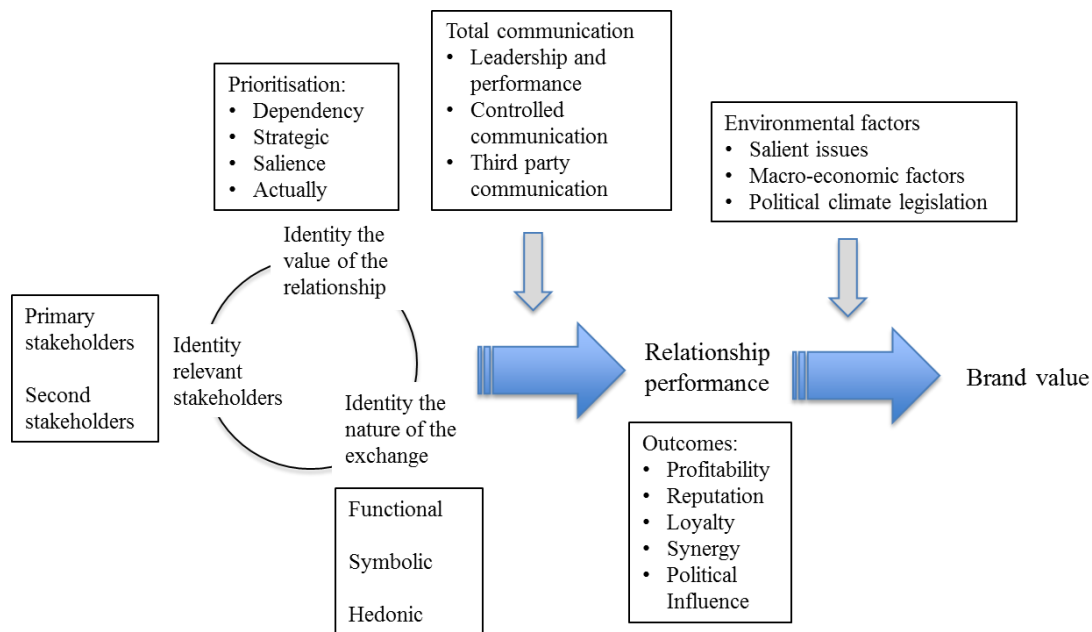 Total communication
• Leadership and
performance
• Controlled
communication
• Third party
communication
Prioritisation:
• Dependency
• Strategic
• Salience
• Actually
Environmental factors
• Salient issues
• Macro-economic factors
• Political climate legislation
Identity the
value of the
relationship
Primary
stakeholders
Second
stakeholders
Identity
relevant
stakeholders
Identity the
nature of the
exchange
Relationship
performance
Brand value
Functional
Symbolic
Hedonic
Outcomes:
• Profitability
• Reputation
• Loyalty
• Synergy
• Political
Influence